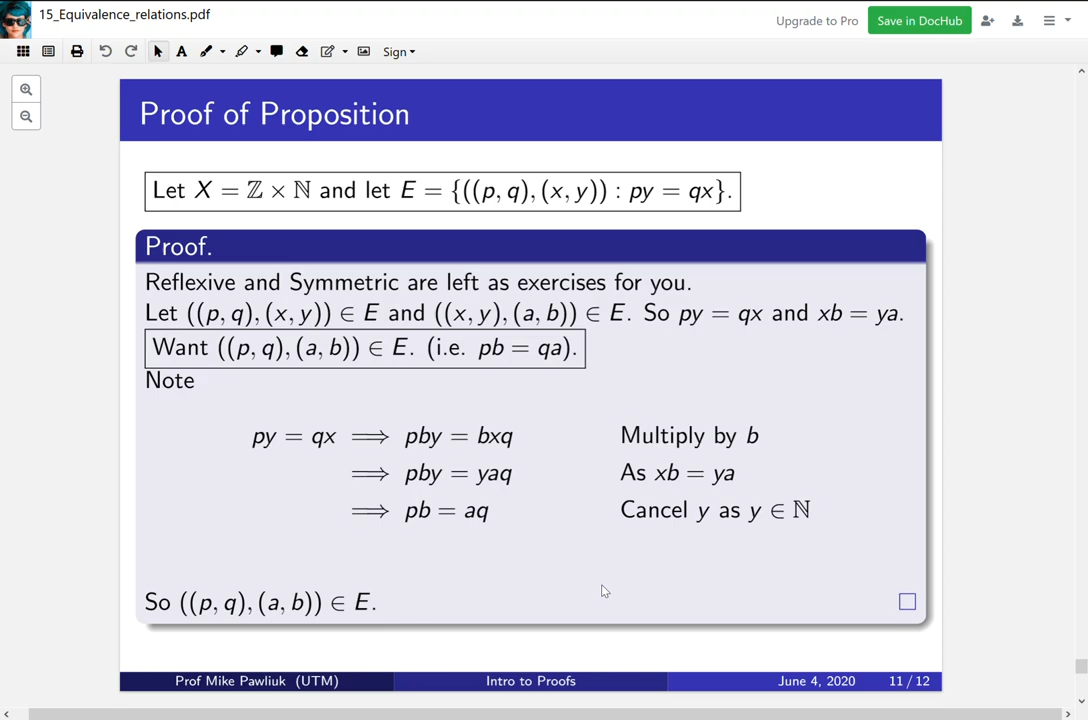 15_Equivalence_relations.pdf
Upgrade to Pro
Save in DocHub
A
Sign
Proof of Proposition
Let X = ℤ × ℕ and let E = {((p, q), (x, y)) : py = qx}.
Proof.
Reflexive and Symmetric are left as exercises for you.
Let ((p, q), (x, y)) ∈ E and ((x, y), (a, b)) ∈ E. So py = qx and xb = ya.
Want ((p, q), (a, b)) ∈ E. (i.e. pb = qa).
Note
py = qx ⟹ pby = bxq Multiply by b
⟹ pby = yaq As xb = ya
⟹ pb = aq Cancel y as y ∈ ℕ
So ((p, q), (a, b)) ∈ E. □
Prof Mike Pawliuk (UTM) Intro to Proofs June 4, 2020 11 / 12